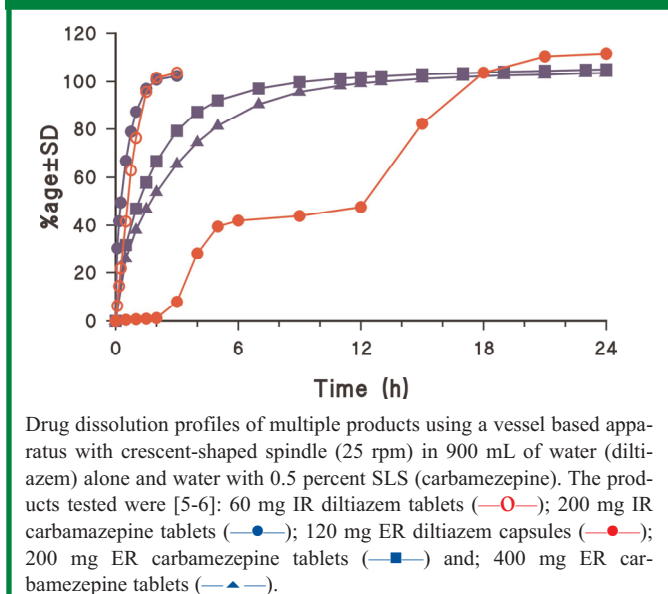 120
100
80
60
40
20
0
%age±SD
0 6 12 18 24
Time (h)
Drug dissolution profiles of multiple products using a vessel based appa-
ratus with crescent-shaped spindle (25 rpm) in 900 mL of water (dilti-
azem) alone and water with 0.5 percent SLS (carbamezepine). The prod-
ucts tested were [5-6]: 60 mg IR diltiazem tablets (—O—); 200 mg IR
carbamazepine tablets (—●—); 120 mg ER diltiazem capsules (—●—);
200 mg ER carbamezepine tablets (—■—) and; 400 mg ER car-
bamezepine tablets (—▲—).